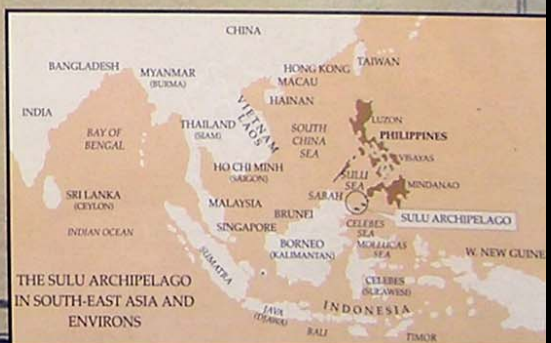 CHINA
BANGLADESH
MYANMAR
(BURMA)
HONG KONG
TAIWAN
MACAU
HAINAN
INDIA
BAY OF
BENGAL
THAILAND
(SIAM)
VIETNAM
LAOS
SOUTH
CHINA
SEA
LUZON
PHILIPPINES
VISAYAS
HO CHI MINH
(SAIGON)
SULU
SEA
MINDANAO
SRI LANKA
(CEYLON)
MALAYSIA
SABAH
BRUNEI
SULU ARCHIPELAGO
INDIAN OCEAN
SINGAPORE
CELEBES
SEA
BORNEO
(KALIMANTAN)
MOLLUCAS
SEA
W. NEW GUINE
SUMATRA
CELEBES
(SULAWESI)
THE SULU ARCHIPELAGO
IN SOUTH-EAST ASIA AND
ENVIRONS
JAVA
(DJAWA)
INDONESIA
BALI
TIMOR